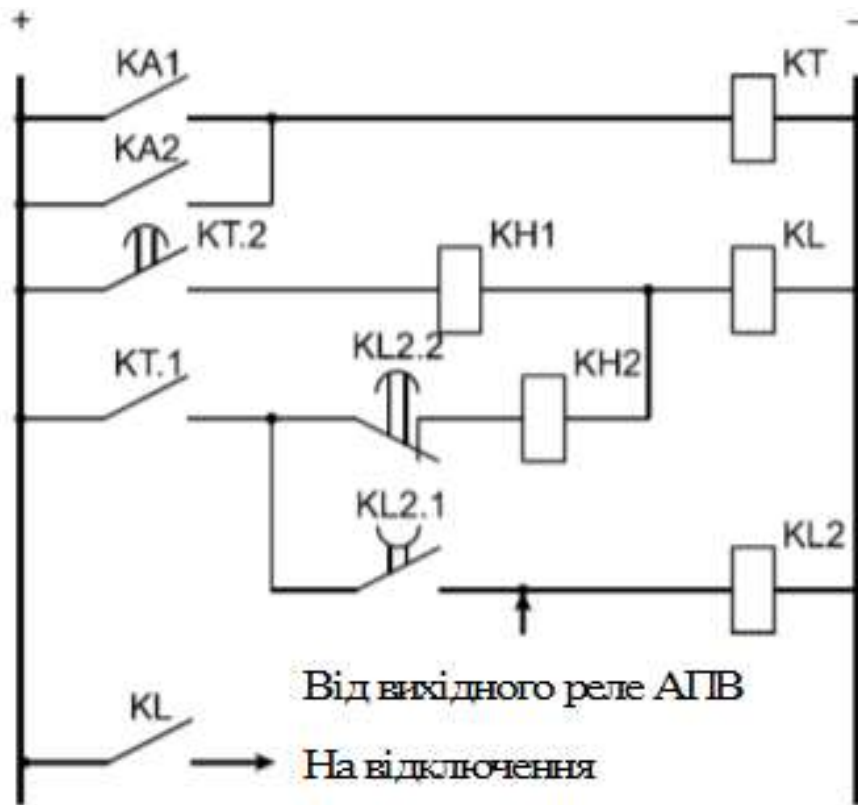 + –
KA1 KT
KA2
KT.2 KH1 KL
KL2.2
KT.1 KH2
KL2.1 KL2
Від вихідного реле АПВ
KL
На відключення